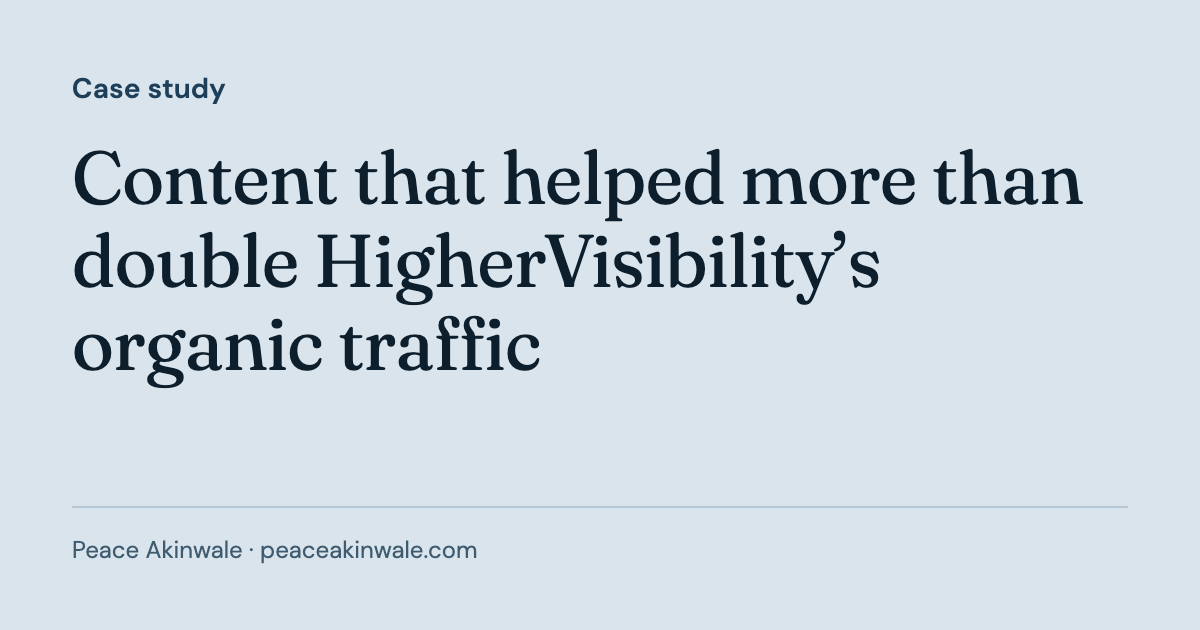 Case study
Content that helped more than
double HigherVisibility’s
organic traffic
Peace Akinwale · peaceakinwale.com